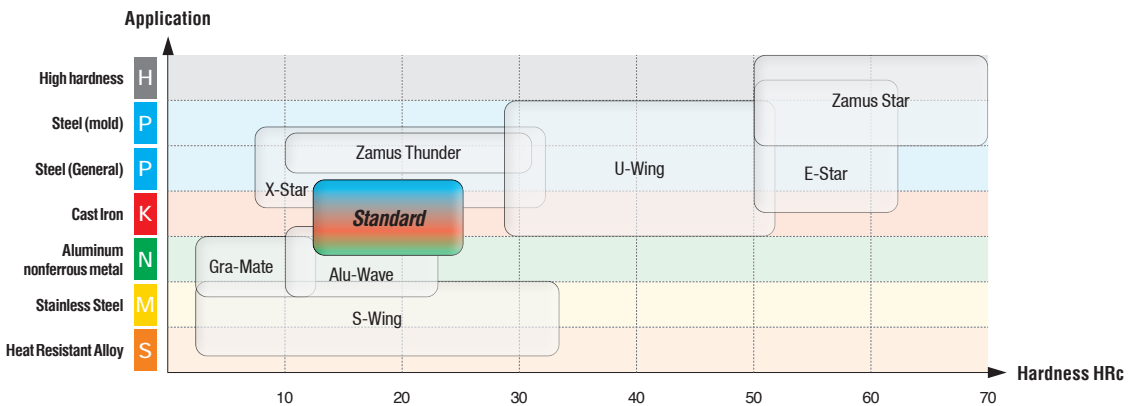 Application
High hardness H
Steel (mold) P
Zamus Star
Zamus Thunder
Steel (General) P
U-Wing
E-Star
X-Star
Cast Iron K
Standard
Aluminum
nonferrous metal N
Gra-Mate
Alu-Wave
Stainless Steel M
S-Wing
Heat Resistant Alloy S
Hardness HRc
10 20 30 40 50 60 70